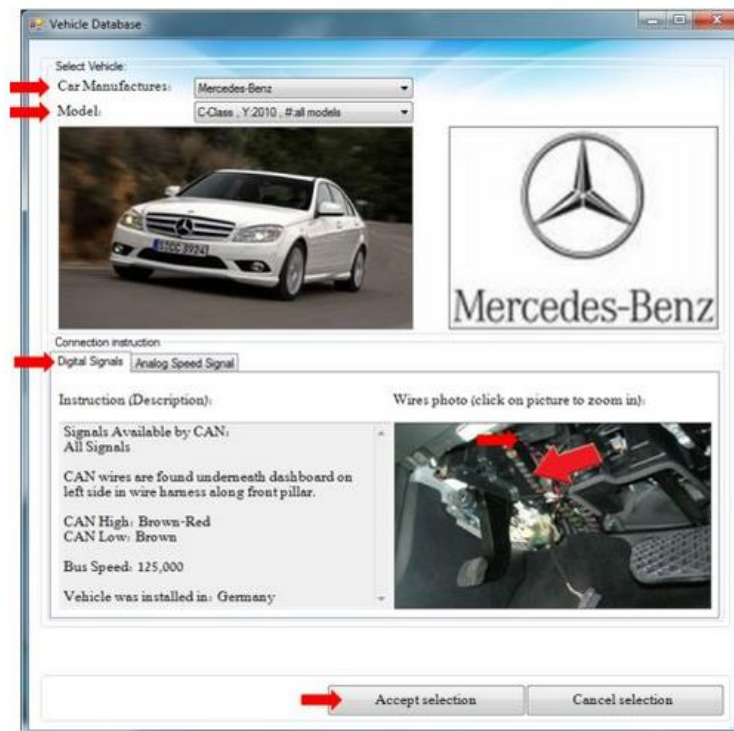 Vehicle Database
Select Vehicle:
Car Manufactures:
Mercedes-Benz
Model:
C-Class , Y:2010 , #:all models
Mercedes-Benz
Connection instruction
Digital Signals
Analog Speed Signal
Instruction (Description):
Wires photo (click on picture to zoom in):
Signals Available by CAN:
All Signals
CAN wires are found underneath dashboard on
left side in wire harness along front pillar.
CAN High: Brown-Red
CAN Low: Brown
Bus Speed: 125,000
Vehicle was installed in: Germany
Accept selection
Cancel selection